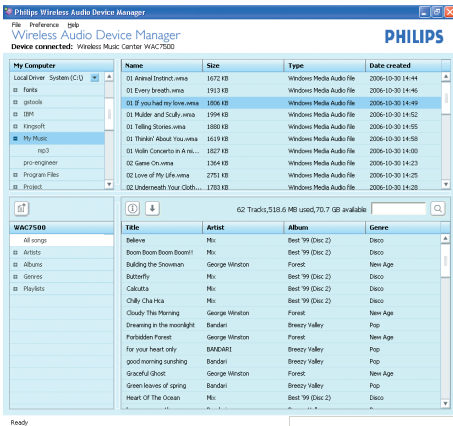 Philips Wireless Audio Device Manager
File Preference Help
Wireless Audio Device Manager
PHILIPS
Device connected: Wireless Music Center WAC7500
My Computer
Local Driver System (C:\)
fonts
gstools
IBM
Kingsoft
My Music
mp3
pro-engineer
Program Files
Project
Name Size Type Date created
01 Animal Instinct.wma 1672 KB Windows Media Audio file 2006-10-30 14:44
01 Every breath.wma 1913 KB Windows Media Audio file 2006-10-30 14:46
01 If you had my love.wma 1806 KB Windows Media Audio file 2006-10-30 14:49
01 Mulder and Scully.wma 1994 KB Windows Media Audio file 2006-10-30 14:52
01 Telling Stories.wma 1880 KB Windows Media Audio file 2006-10-30 14:55
01 Thinkin' About You.wma 1619 KB Windows Media Audio file 2006-10-30 14:58
01 Violin Concerto in A mi... 1827 KB Windows Media Audio file 2006-10-30 14:00
02 Game On.wma 1364 KB Windows Media Audio file 2006-10-30 14:23
02 Love of My Life.wma 2751 KB Windows Media Audio file 2006-10-30 14:25
02 Underneath Your Cloth... 1783 KB Windows Media Audio file 2006-10-30 14:28
62 Tracks,518.6 MB used,70.7 GB available
WAC7500
All songs
Artists
Albums
Genres
Playlists
Title Artist Album Genre
Believe Mix Best '99 (Disc 2) Disco
Boom Boom Boom Boom!! Mix Best '99 (Disc 2) Disco
Building the Snowman George Winston Forest New Age
Butterfly Mix Best '99 (Disc 2) Disco
Calcutta Mix Best '99 (Disc 2) Disco
Chilly Cha Hca Mix Best '99 (Disc 2) Disco
Cloudy This Morning George Winston Forest New Age
Dreaming in the moonlight Bandari Breezy Valley Pop
Forbidden Forest George Winston Forest New Age
for your heart only BANDARI Breezy Valley Pop
good morning sunshing Bandari Breezy Valley Pop
Graceful Ghost George Winston Forest New Age
Green leaves of spring Bandari Breezy Valley Pop
Heart Of The Ocean Mix Best '99 (Disc 2) Disco
Ready